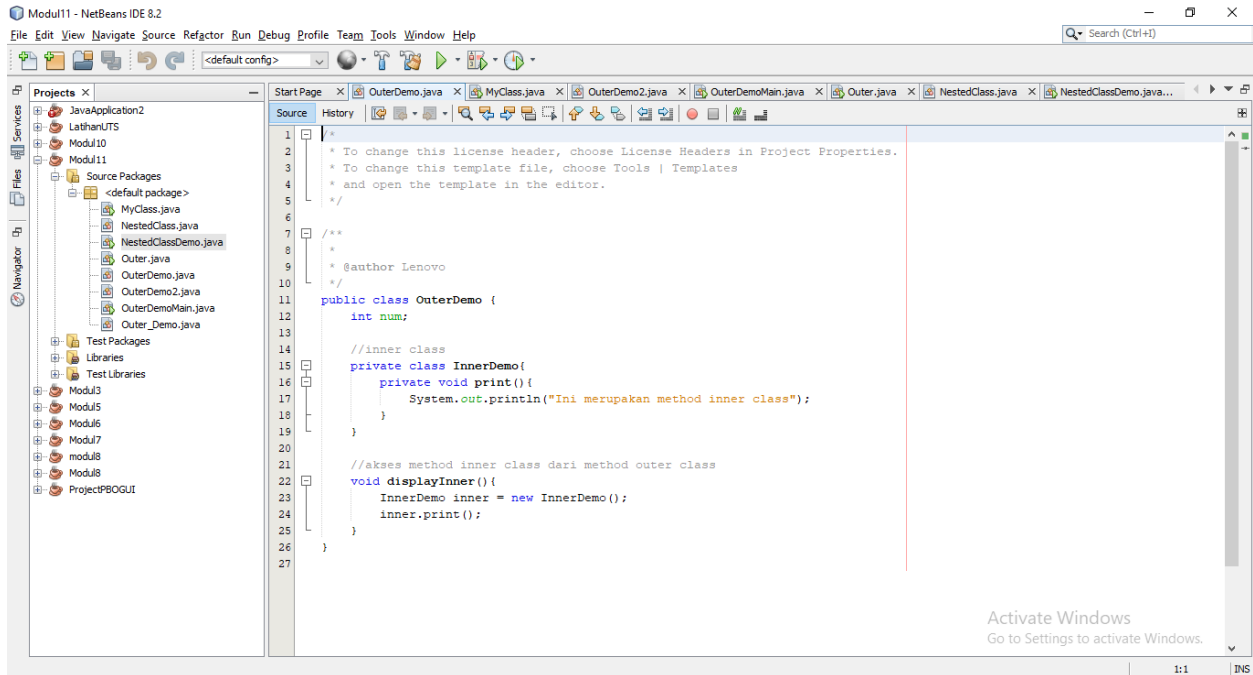 Modul11 - NetBeans IDE 8.2
File Edit View Navigate Source Refactor Run Debug Profile Team Tools Window Help
Search (Ctrl+I)
<default config>
Projects
Start Page
OuterDemo.java
MyClass.java
OuterDemo2.java
OuterDemoMain.java
Outer.java
NestedClass.java
NestedClassDemo.java...
Services
Files
Navigator
JavaApplication2
LatihanUTS
Modul10
Modul11
Source Packages
<default package>
MyClass.java
NestedClass.java
NestedClassDemo.java
Outer.java
OuterDemo.java
OuterDemo2.java
OuterDemoMain.java
Outer_Demo.java
Test Packages
Libraries
Test Libraries
Modul3
Modul5
Modul6
Modul7
modul8
Modul8
ProjectPBOGUI
Source History
1 /*
2 * To change this license header, choose License Headers in Project Properties.
3 * To change this template file, choose Tools | Templates
4 * and open the template in the editor.
5 */
6
7 /**
8 *
9 * @author Lenovo
10 */
11 public class OuterDemo {
12 int num;
13
14 //inner class
15 private class InnerDemo{
16 private void print(){
17 System.out.println("Ini merupakan method inner class");
18 }
19 }
20
21 //akses method inner class dari method outer class
22 void displayInner(){
23 InnerDemo inner = new InnerDemo();
24 inner.print();
25 }
26 }
27
Activate Windows
Go to Settings to activate Windows.
1:1 INS